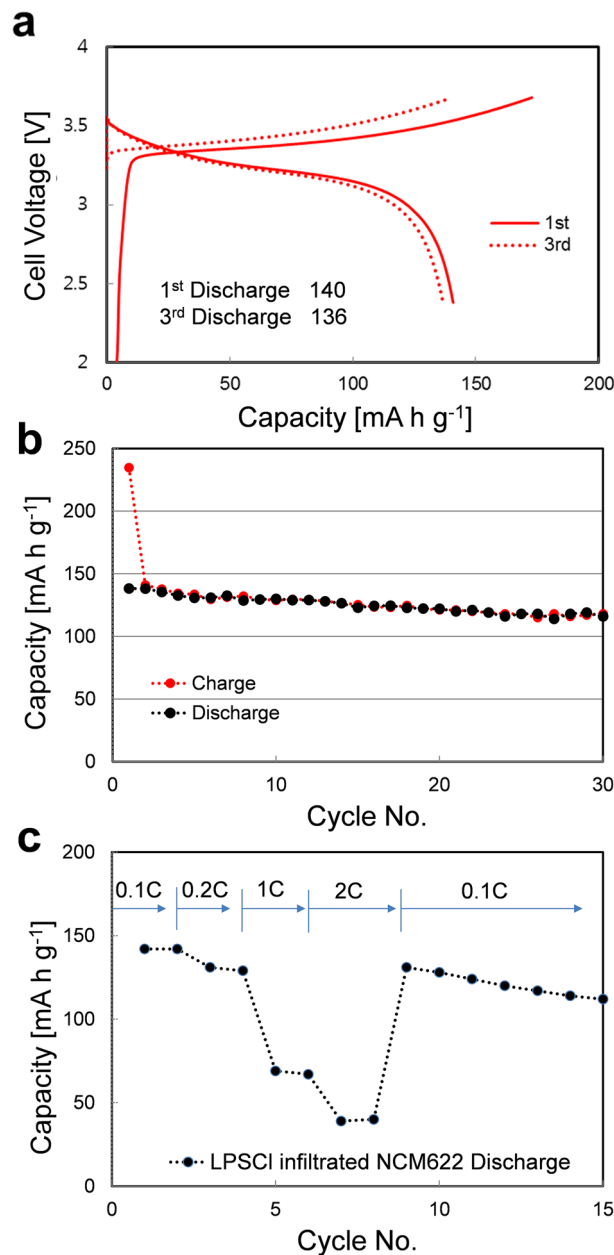 a
4
3.5
3
2.5
2
Cell Voltage [V]
1st
3rd
1st Discharge 140
3rd Discharge 136
0 50 100 150 200
Capacity [mA h g-1]
b
250
200
150
100
50
0
Capacity [mA h g-1]
Charge
Discharge
0 10 20 30
Cycle No.
c
200
150
100
50
0
Capacity [mA h g-1]
0.1C 0.2C 1C 2C 0.1C
LPSCl infiltrated NCM622 Discharge
0 5 10 15
Cycle No.